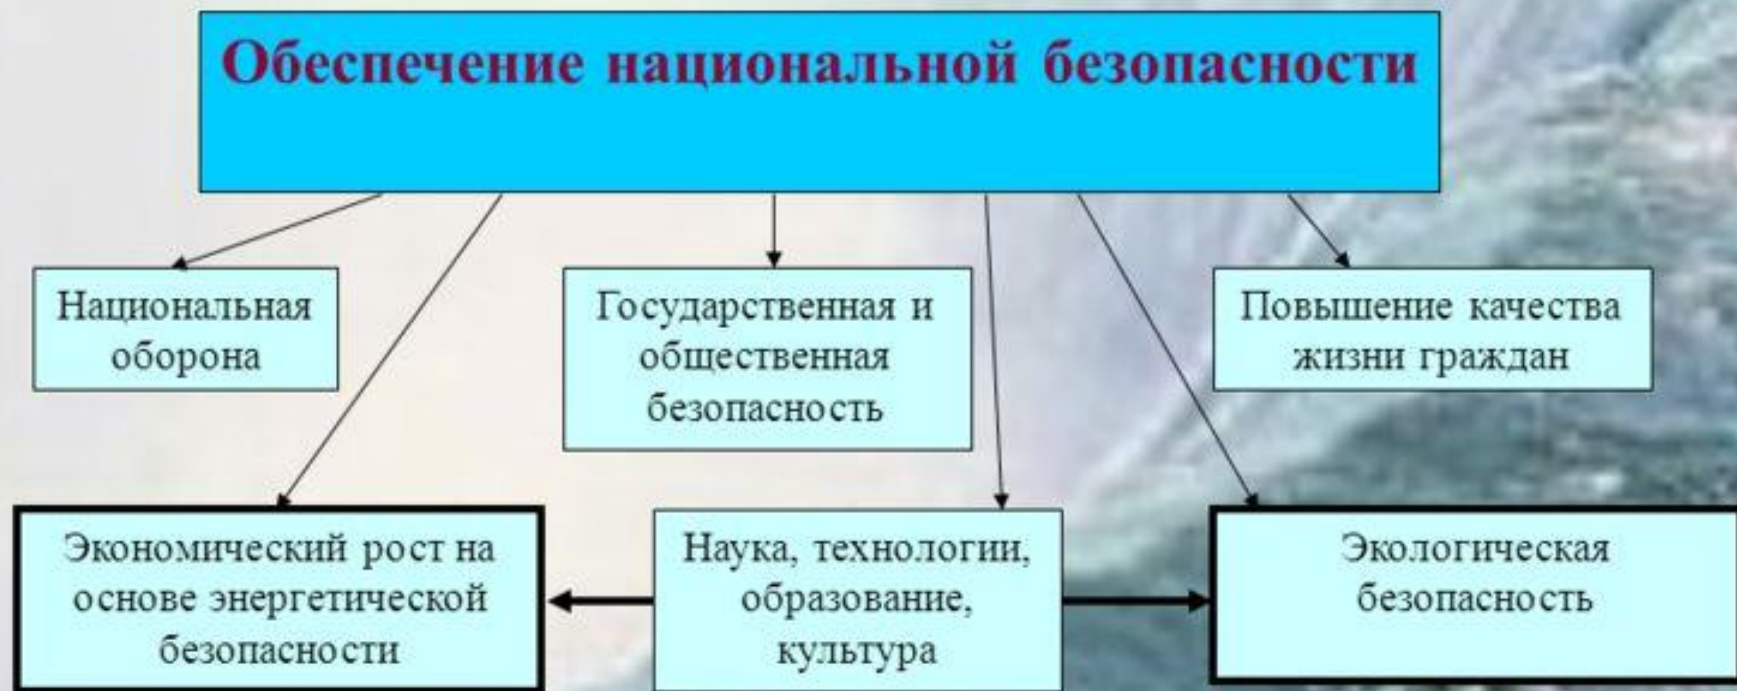 Обеспечение национальной безопасности
Национальная
оборона
Государственная и
общественная
безопасность
Повышение качества
жизни граждан
Экономический рост на
основе энергетической
безопасности
Наука, технологии,
образование,
культура
Экологическая
безопасность